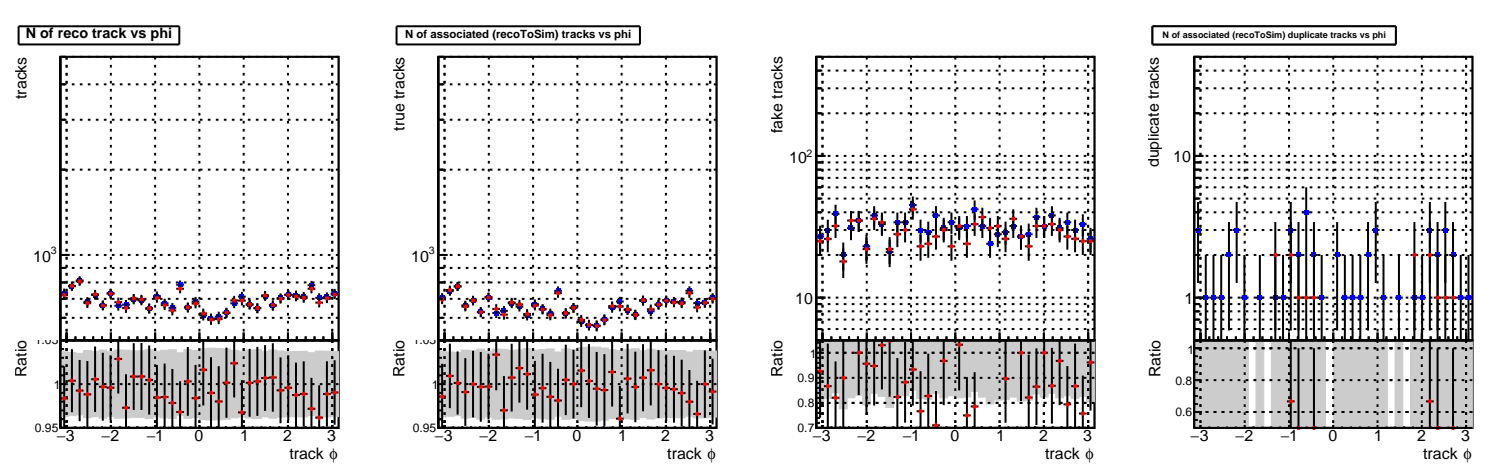 N of reco track vs phi
tracks
10³
Ratio
1.05
1
0.95
−3 −2 −1 0 1 2 3
track ϕ
N of associated (recoToSim) tracks vs phi
true tracks
10³
Ratio
1.05
1
0.95
−3 −2 −1 0 1 2 3
track ϕ
fake tracks
10²
10
Ratio
1
0.9
0.8
0.7
−3 −2 −1 0 1 2 3
track ϕ
N of associated (recoToSim) duplicate tracks vs phi
duplicate tracks
10
1
Ratio
1
0.8
0.6
−3 −2 −1 0 1 2 3
track ϕ